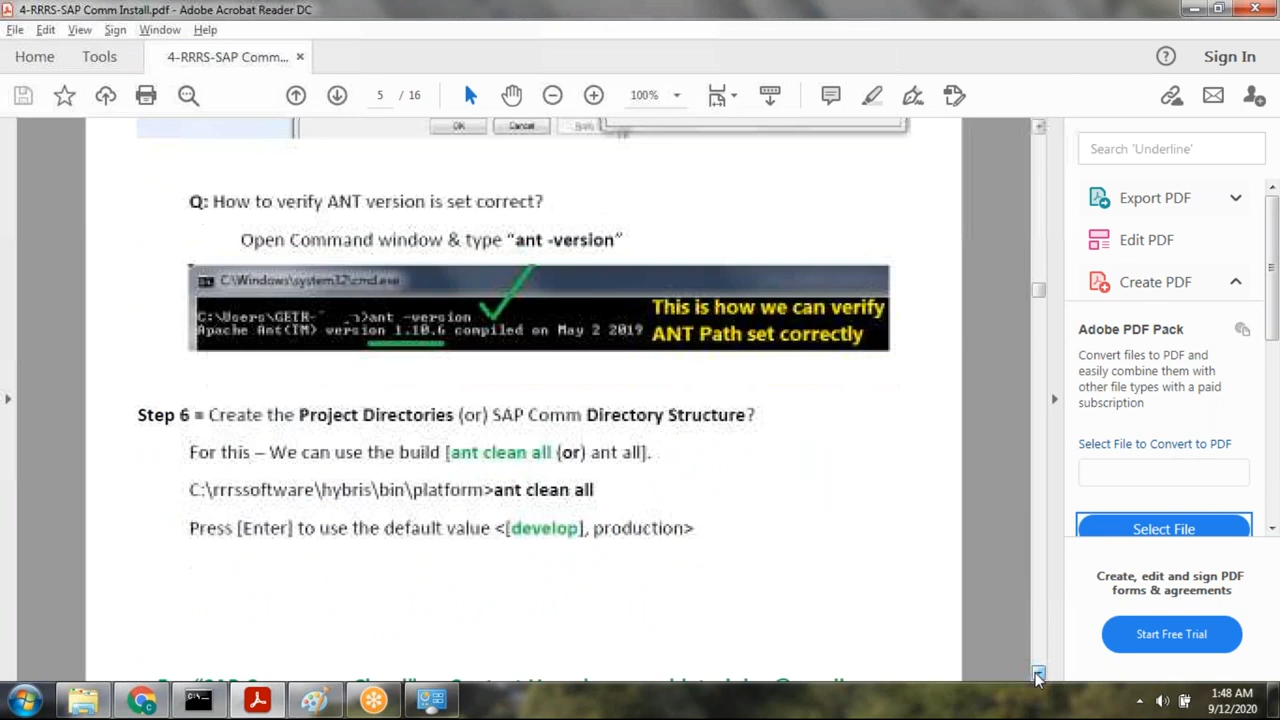 4-RRRS-SAP Comm Install.pdf - Adobe Acrobat Reader DC
File Edit View Sign Window Help
Home Tools 4-RRRS-SAP Comm... × Sign In
5 / 16 100%
OK Cancel Apply
Search 'Underline'
Export PDF
Edit PDF
Create PDF
Adobe PDF Pack
Convert files to PDF and
easily combine them with
other file types with a paid
subscription
Select File to Convert to PDF
Select File
Create, edit and sign PDF
forms & agreements
Start Free Trial
Q: How to verify ANT version is set correct?
Open Command window & type “ant -version”
C:\Windows\system32\cmd.exe
ant -version
Apache Ant(TM) version 1.10.6 compiled on May 2 2019
This is how we can verify
ANT Path set correctly
Step 6 = Create the Project Directories (or) SAP Comm Directory Structure?
For this – We can use the build [ant clean all (or) ant all].
C:\rrrssoftware\hybris\bin\platform>ant clean all
Press [Enter] to use the default value <[develop], production>
1:48 AM
9/12/2020